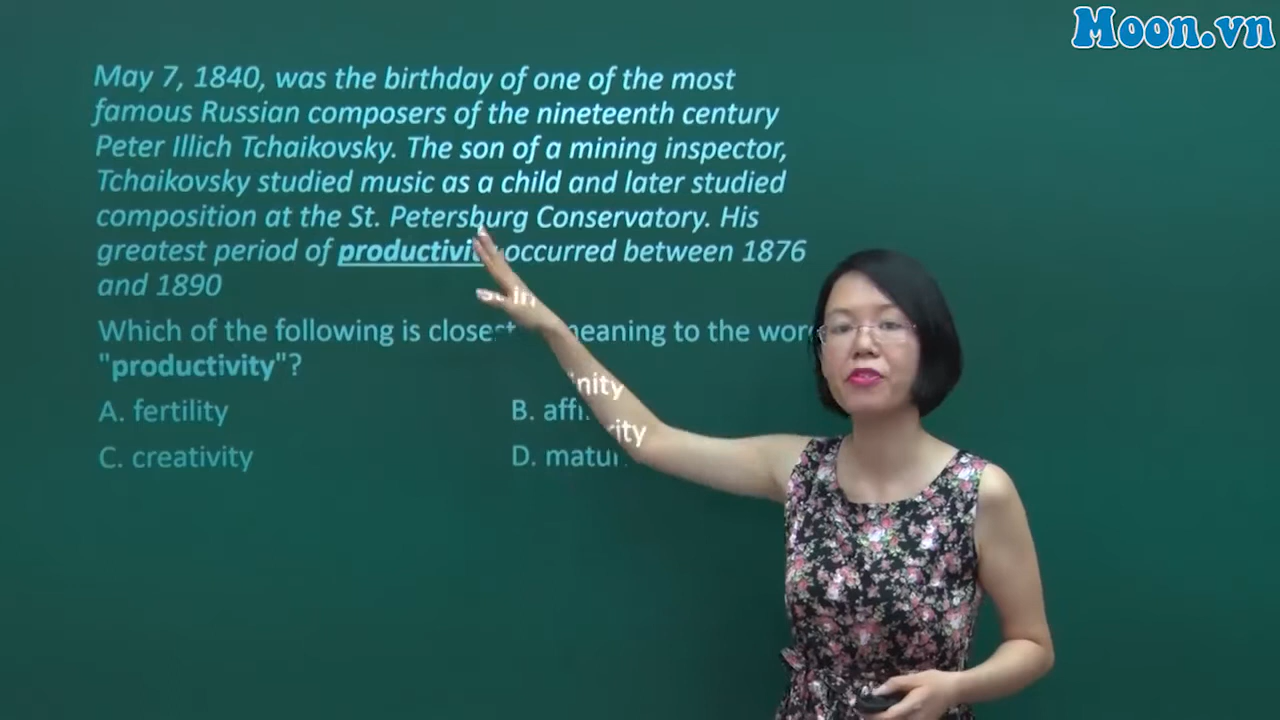 Moon.vn
May 7, 1840, was the birthday of one of the most
famous Russian composers of the nineteenth century
Peter Illich Tchaikovsky. The son of a mining inspector,
Tchaikovsky studied music as a child and later studied
composition at the St. Petersburg Conservatory. His
greatest period of productivity occurred between 1876
and 1890
Which of the following is closest in meaning to the word
"productivity"?
A. fertility B. affinity
C. creativity D. maturity